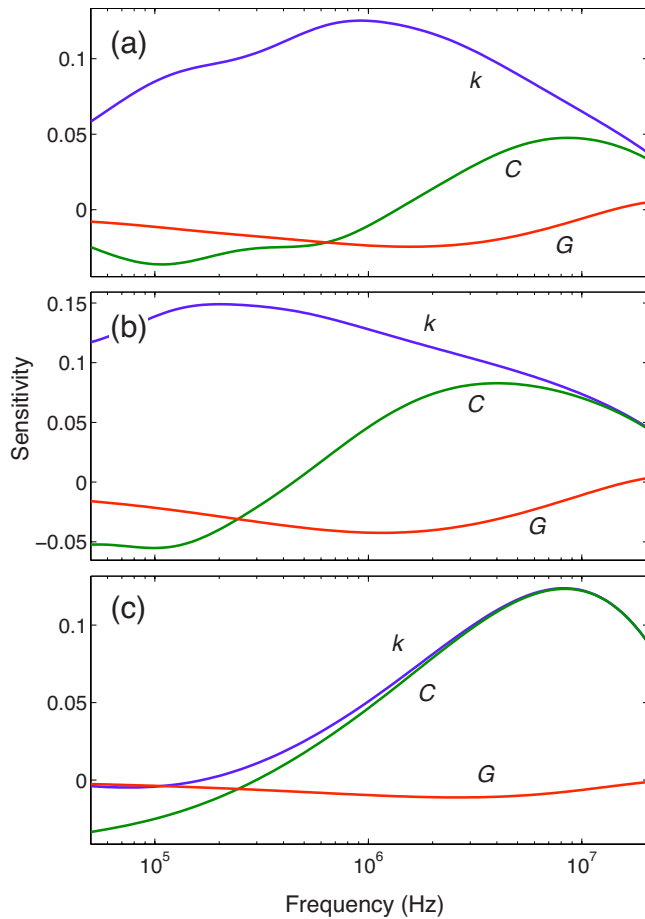 (a)
0.1
k
0.05
C
0
G
(b)
0.15
k
0.1
C
0.05
Sensitivity
0
−0.05
G
(c)
0.1
k
C
0.05
G
0
10^5 10^6 10^7
Frequency (Hz)